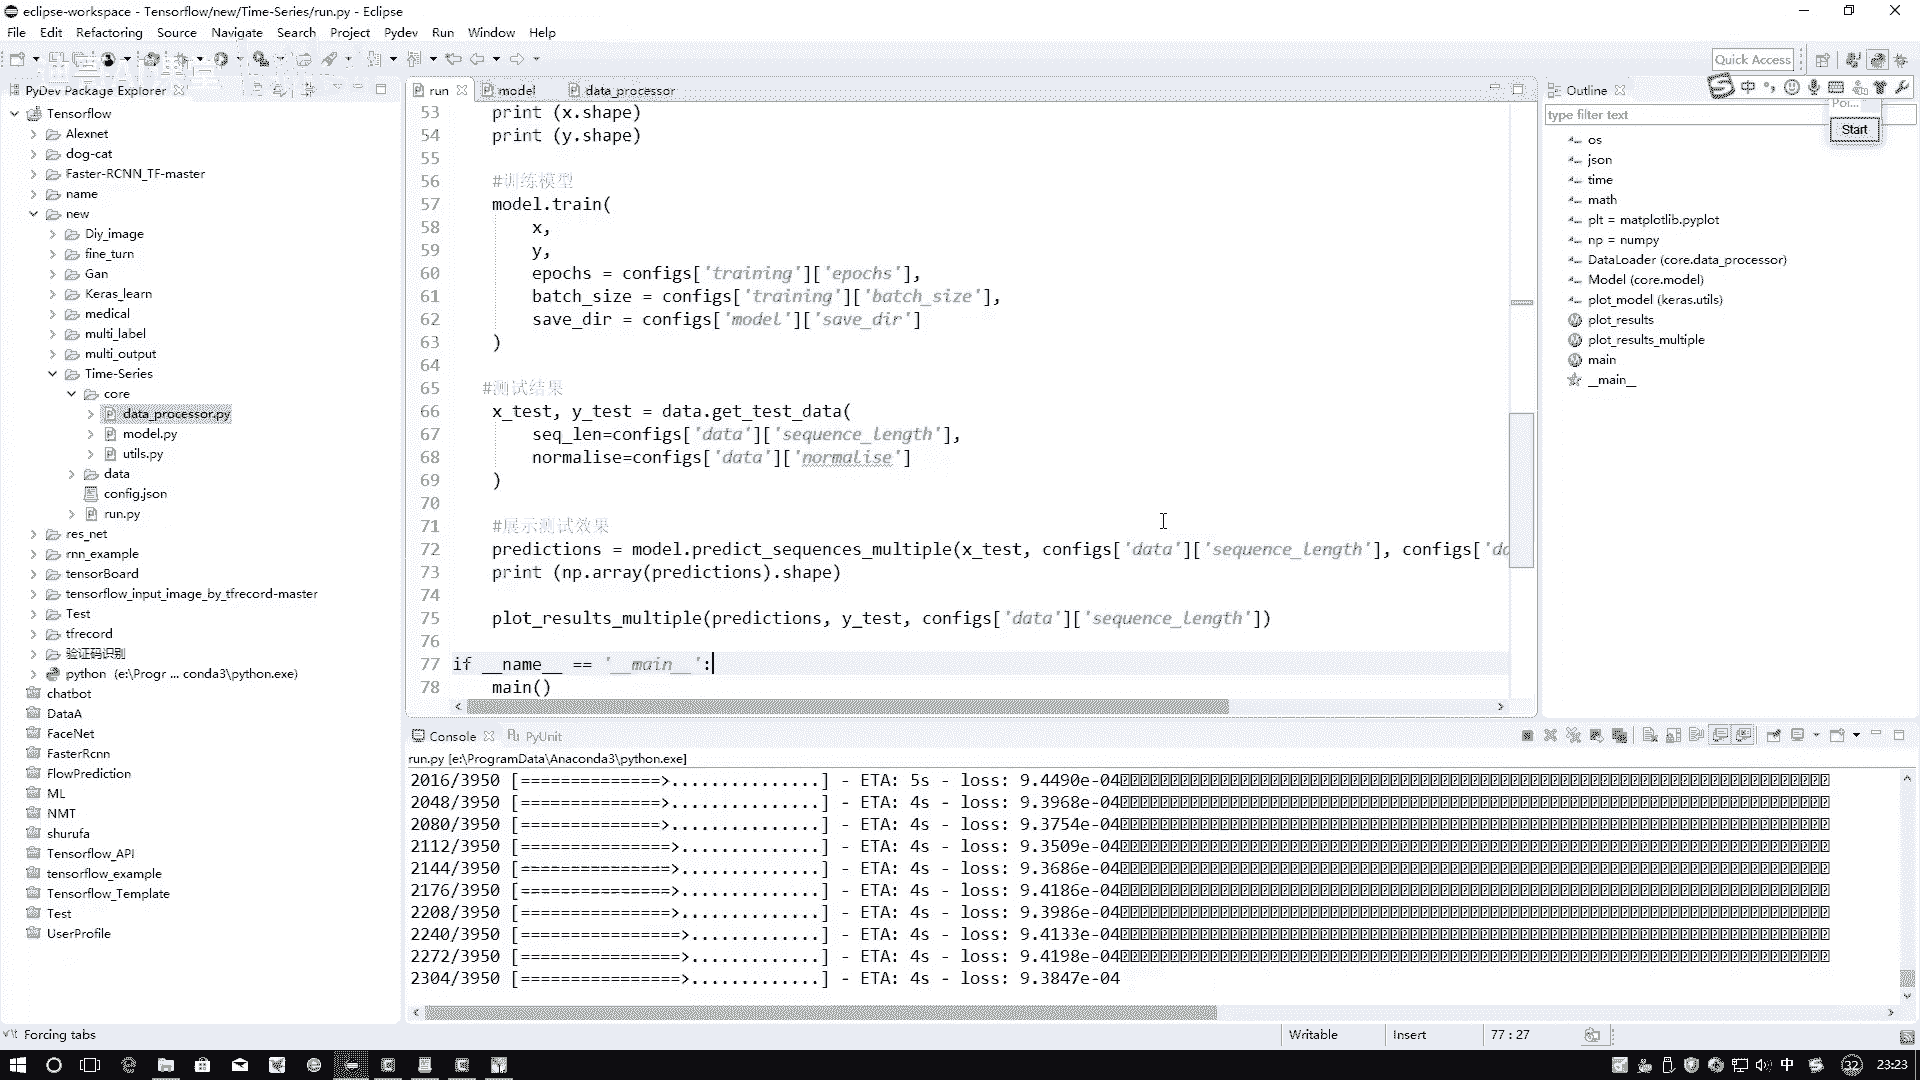 eclipse-workspace - Tensorflow/new/Time-Series/run.py - Eclipse
File Edit Refactoring Source Navigate Search Project Pydev Run Window Help
Quick Access
PyDev Package Explorer
Tensorflow
Alexnet
dog-cat
Faster-RCNN_TF-master
name
new
Diy_image
fine_turn
Gan
Keras_learn
medical
multi_label
multi_output
Time-Series
core
data_processor.py
model.py
utils.py
data
config.json
run.py
res_net
rnn_example
tensorBoard
tensorflow_input_image_by_tfrecord-master
Test
tfrecord
验证码识别
python (e:\Progr ... conda3\python.exe)
chatbot
DataA
FaceNet
FasterRcnn
FlowPrediction
ML
NMT
shurufa
Tensorflow_API
tensorflow_example
Tensorflow_Template
Test
UserProfile
run model data_processor
53 print (x.shape)
54 print (y.shape)
55
56 #训练模型
57 model.train(
58 x,
59 y,
60 epochs = configs['training']['epochs'],
61 batch_size = configs['training']['batch_size'],
62 save_dir = configs['model']['save_dir']
63 )
64
65 #测试结果
66 x_test, y_test = data.get_test_data(
67 seq_len=configs['data']['sequence_length'],
68 normalise=configs['data']['normalise']
69 )
70
71 #展示测试效果
72 predictions = model.predict_sequences_multiple(x_test, configs['data']['sequence_length'], configs['da
73 print (np.array(predictions).shape)
74
75 plot_results_multiple(predictions, y_test, configs['data']['sequence_length'])
76
77 if __name__ == '__main__':
78 main()
Outline
中
type filter text
Poi...
Start
os
json
time
math
plt = matplotlib.pyplot
np = numpy
DataLoader (core.data_processor)
Model (core.model)
plot_model (keras.utils)
plot_results
plot_results_multiple
main
__main__
Console PyUnit
run.py [e:\ProgramData\Anaconda3\python.exe]
2016/3950 [==============>...............] - ETA: 5s - loss: 9.4490e-04
2048/3950 [==============>...............] - ETA: 4s - loss: 9.3968e-04
2080/3950 [==============>...............] - ETA: 4s - loss: 9.3754e-04
2112/3950 [===============>..............] - ETA: 4s - loss: 9.3509e-04
2144/3950 [===============>..............] - ETA: 4s - loss: 9.3686e-04
2176/3950 [===============>..............] - ETA: 4s - loss: 9.4186e-04
2208/3950 [===============>..............] - ETA: 4s - loss: 9.3986e-04
2240/3950 [================>.............] - ETA: 4s - loss: 9.4133e-04
2272/3950 [================>.............] - ETA: 4s - loss: 9.4198e-04
2304/3950 [================>.............] - ETA: 4s - loss: 9.3847e-04
Forcing tabs Writable Insert 77 : 27
中 32 23:23